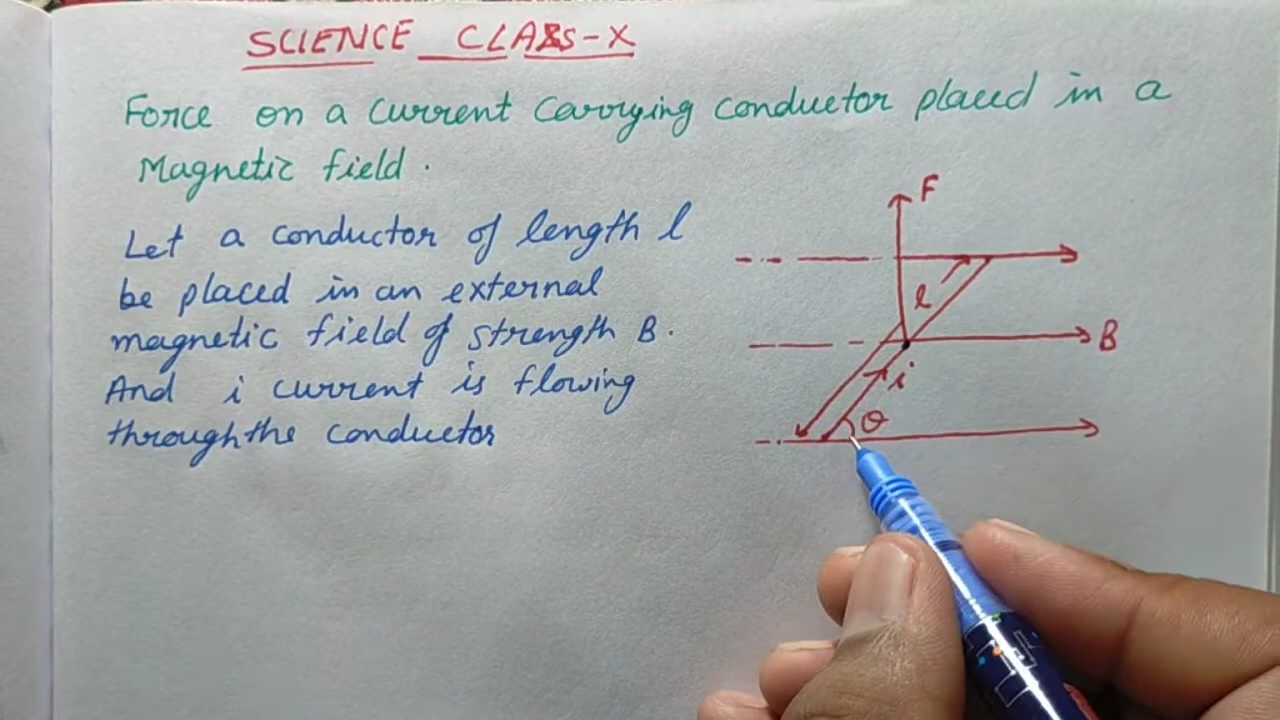 SCIENCE CLASS-X
Force on a current carrying conductor placed in a
Magnetic field.
Let a conductor of length l
be placed in an external
magnetic field of strength B.
And i current is flowing
through the conductor
F
l
B
i
θ